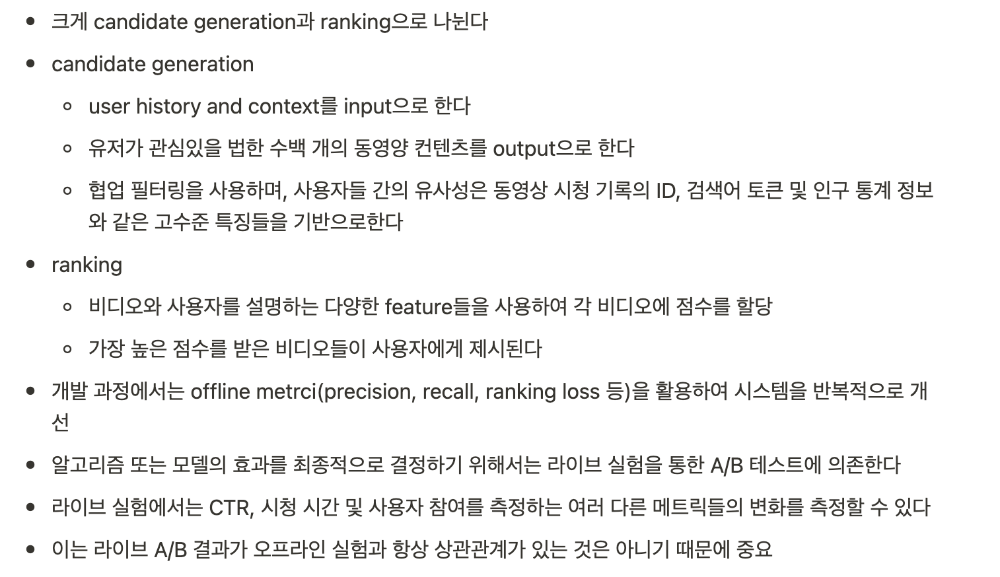 크게 candidate generation과 ranking으로 나뉜다
candidate generation
user history and context를 input으로 한다
유저가 관심있을 법한 수백 개의 동영양 컨텐츠를 output으로 한다
협업 필터링을 사용하며, 사용자들 간의 유사성은 동영상 시청 기록의 ID, 검색어 토큰 및 인구 통계 정보
와 같은 고수준 특징들을 기반으로한다
ranking
비디오와 사용자를 설명하는 다양한 feature들을 사용하여 각 비디오에 점수를 할당
가장 높은 점수를 받은 비디오들이 사용자에게 제시된다
개발 과정에서는 offline metrci(precision, recall, ranking loss 등)을 활용하여 시스템을 반복적으로 개
선
알고리즘 또는 모델의 효과를 최종적으로 결정하기 위해서는 라이브 실험을 통한 A/B 테스트에 의존한다
라이브 실험에서는 CTR, 시청 시간 및 사용자 참여를 측정하는 여러 다른 메트릭들의 변화를 측정할 수 있다
이는 라이브 A/B 결과가 오프라인 실험과 항상 상관관계가 있는 것은 아니기 때문에 중요